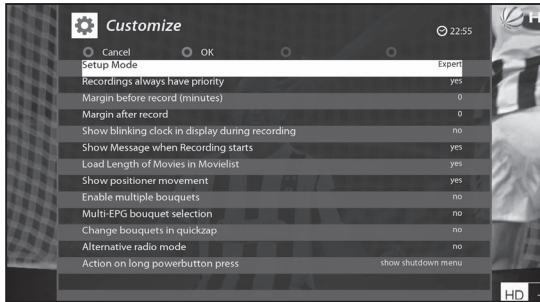 Customize
22:55
Cancel OK
Setup Mode Expert
Recordings always have priority yes
Margin before record (minutes) 0
Margin after record 0
Show blinking clock in display during recording no
Show Message when Recording starts yes
Load Length of Movies in Movielist yes
Show positioner movement yes
Enable multiple bouquets no
Multi-EPG bouquet selection no
Change bouquets in quickzap no
Alternative radio mode no
Action on long powerbutton press show shutdown menu
HD